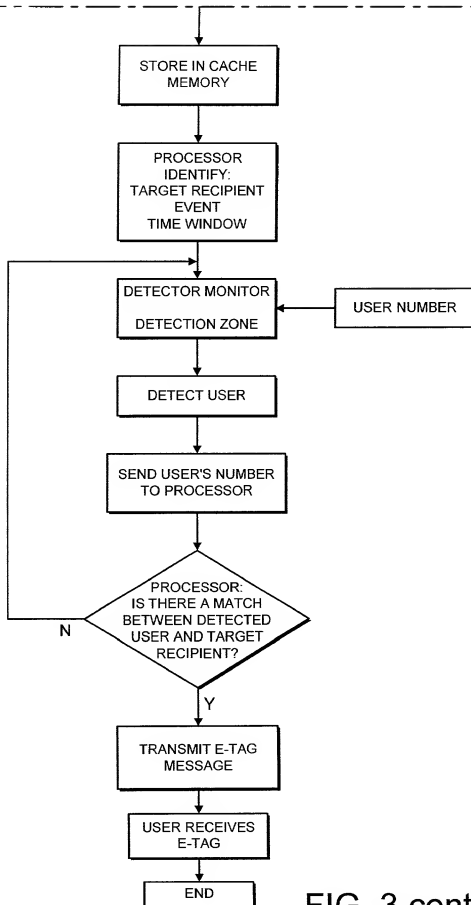 STORE IN CACHE
MEMORY
PROCESSOR
IDENTIFY:
TARGET RECIPIENT
EVENT
TIME WINDOW
DETECTOR MONITOR
DETECTION ZONE
USER NUMBER
DETECT USER
SEND USER'S NUMBER
TO PROCESSOR
PROCESSOR:
IS THERE A MATCH
BETWEEN DETECTED
USER AND TARGET
RECIPIENT?
N
Y
TRANSMIT E-TAG
MESSAGE
USER RECEIVES
E-TAG
END
FIG. 3 cont